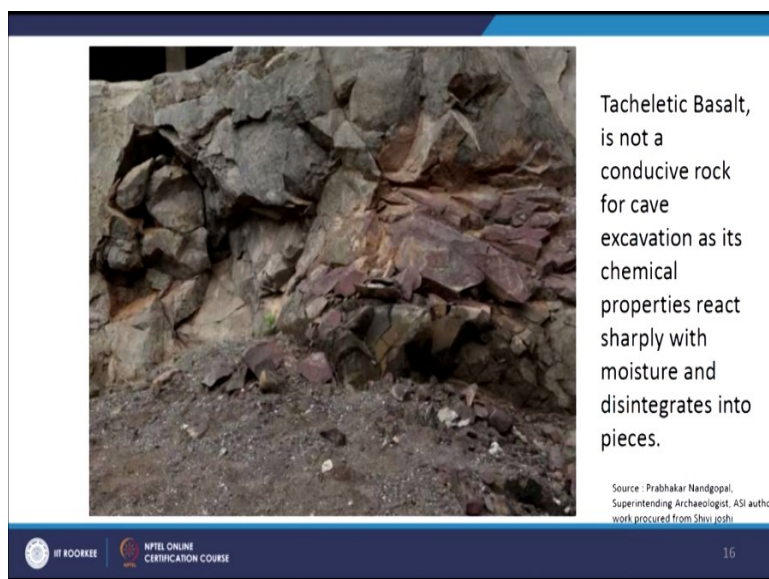 Tacheletic Basalt,
is not a
conducive rock
for cave
excavation as its
chemical
properties react
sharply with
moisture and
disintegrates into
pieces.
Source : Prabhakar Nandgopal,
Superintending Archaeologist, ASI autho
work procured from Shivi joshi
IIT ROORKEE
NPTEL ONLINE
CERTIFICATION COURSE
16